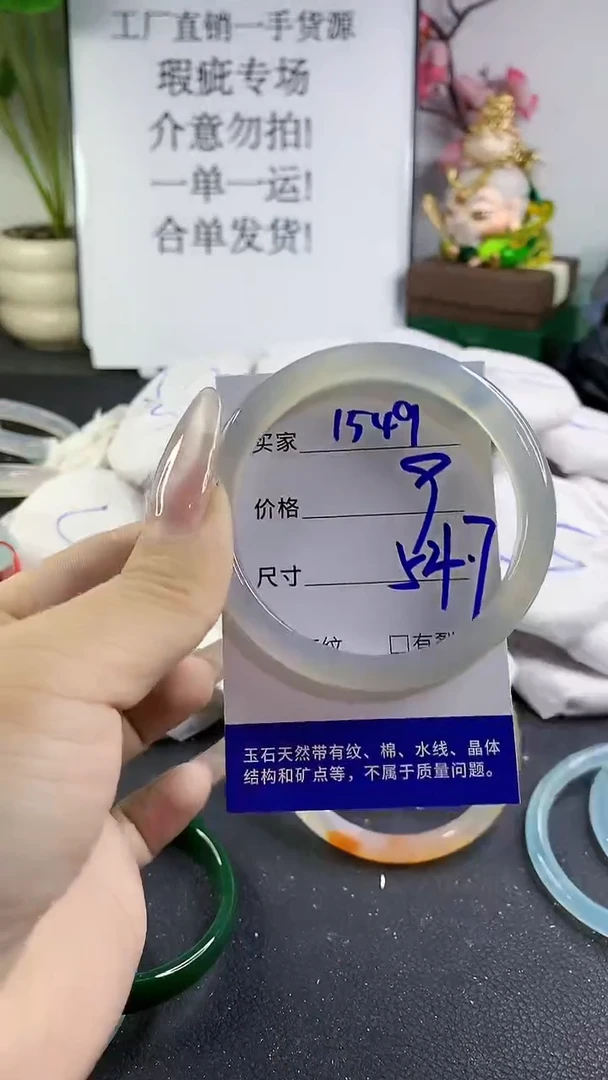 工厂直销一手货源
瑕疵专场
介意勿拍!
一单一运!
合单发货!
买家 1549
价格 8
尺寸 54.7
纹 □有裂
玉石天然带有纹、棉、水线、晶体
结构和矿点等，不属于质量问题。